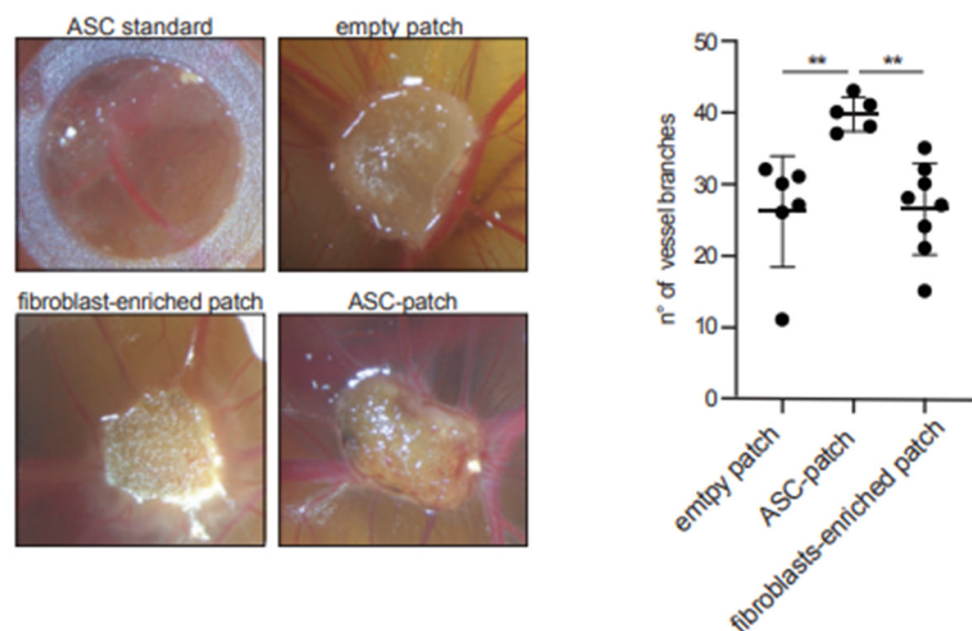 ASC standard
empty patch
fibroblast-enriched patch
ASC-patch
n° of vessel branches
50
40
30
20
10
0
**
**
emtpy patch
ASC-patch
fibroblasts-enriched patch